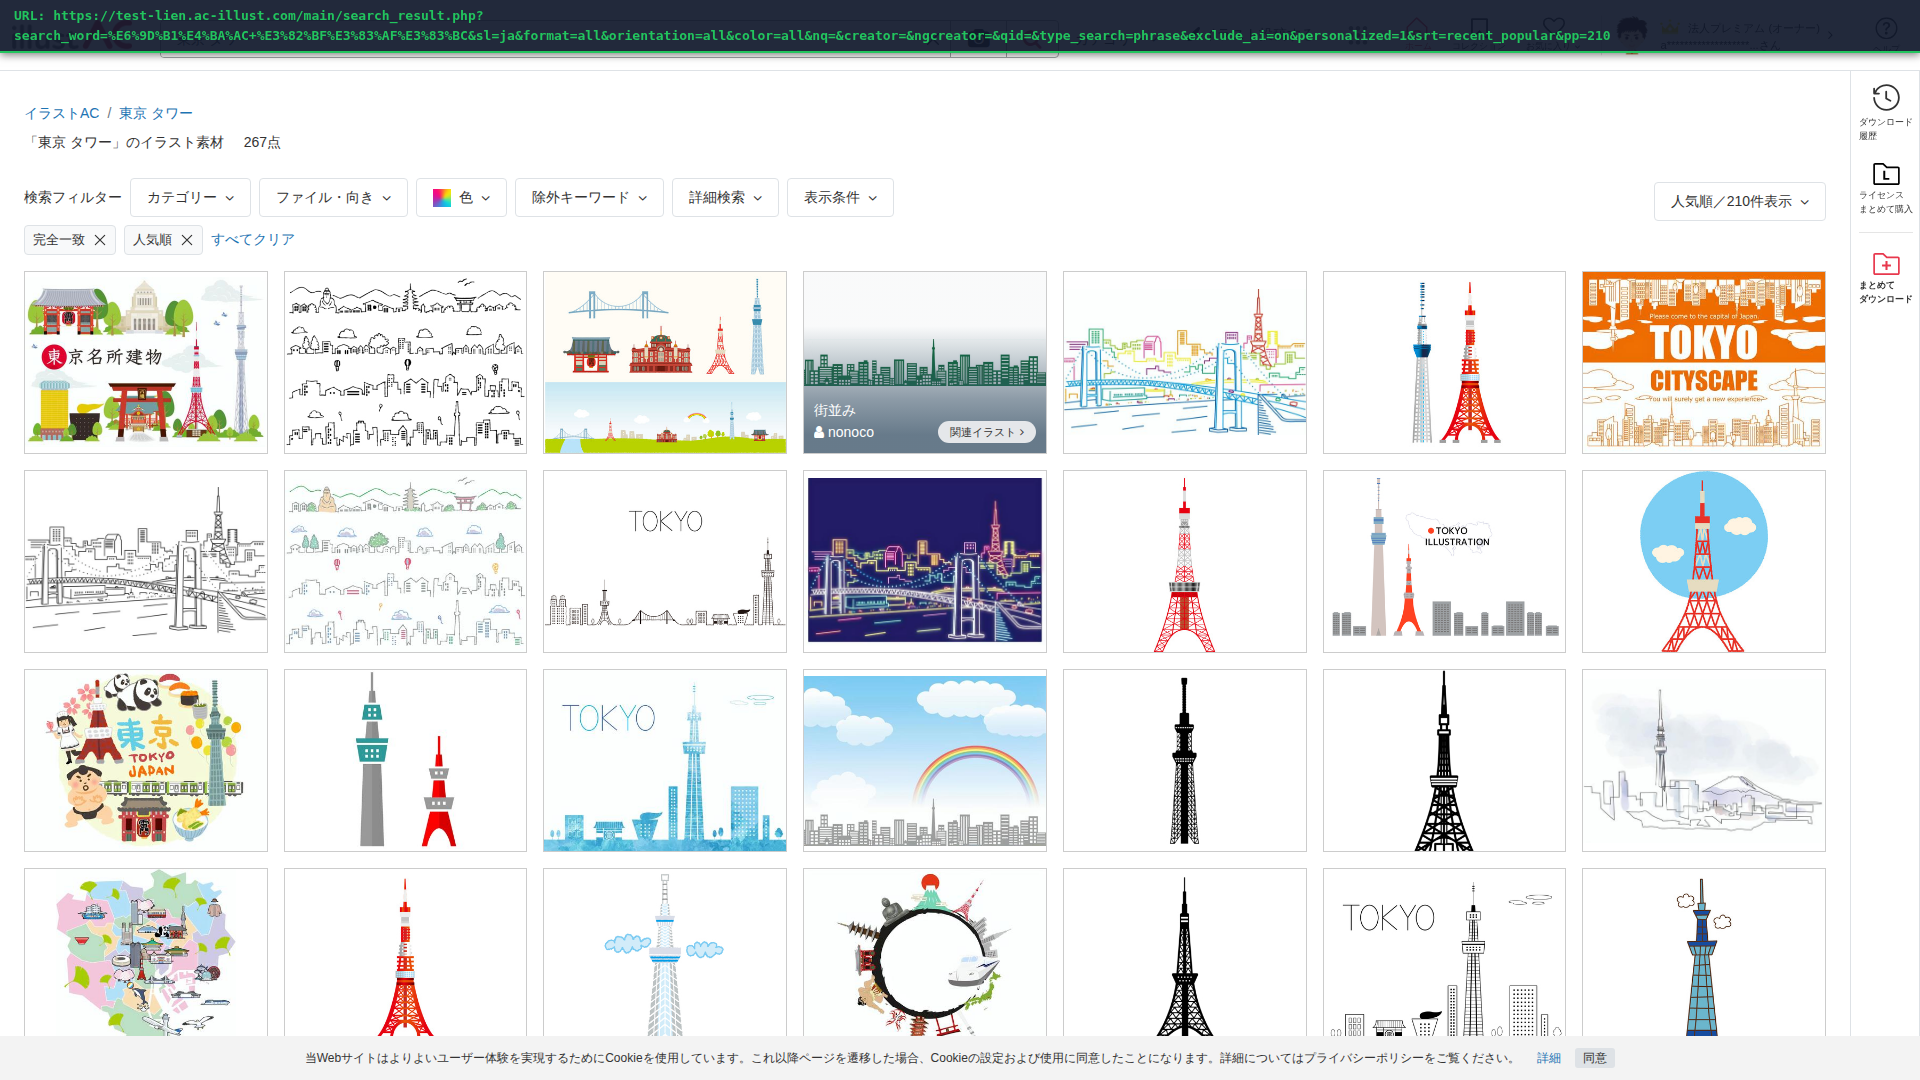 URL: https://test-lien.ac-illust.com/main/search_result.php?
search_word=%E6%9D%B1%E4%BA%AC+%E3%82%BF%E3%83%AF%E3%83%BC&sl=ja&format=all&orientation=all&color=all&nq=&creator=&ngcreator=&qid=&type_search=phrase&exclude_ai=on&personalized=1&srt=recent_popular&pp=210
イラストAC / 東京 タワー
「東京 タワー」のイラスト素材 267点
検索フィルター カテゴリー ファイル・向き 色 除外キーワード 詳細検索 表示条件
人気順／210件表示
完全一致 人気順 すべてクリア
ダウンロード
履歴
ライセンス
まとめて購入
まとめて
ダウンロード
東京名所建物
街並み
nonoco
関連イラスト
Please come to the capital of Japan.
TOKYO
CITYSCAPE
You will surely get a new experience.
TOKYO
TOKYO
ILLUSTRATION
東京
TOKYO
JAPAN
TOKYO
TOKYO
当Webサイトはよりよいユーザー体験を実現するためにCookieを使用しています。これ以降ページを遷移した場合、Cookieの設定および使用に同意したことになります。詳細についてはプライバシーポリシーをご覧ください。 詳細 同意